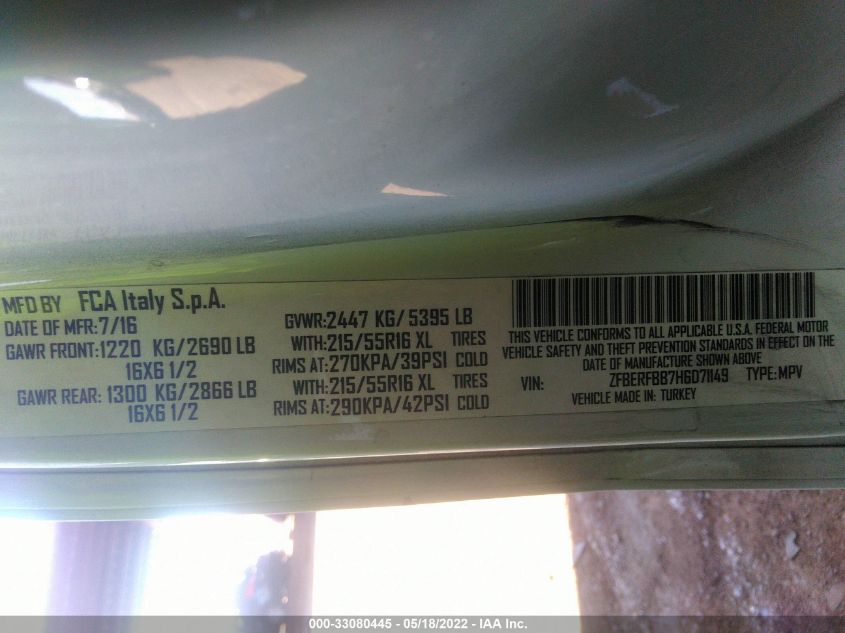 MFD BY FCA Italy S.p.A.
DATE OF MFR:7/16
GAWR FRONT:1220 KG/2690 LB
16X6 1/2
GAWR REAR: 1300 KG/2866 LB
16X6 1/2
GVWR:2447 KG/ 5395 LB
WITH:215/55R16 XL TIRES
RIMS AT:270KPA/39PSI COLD
WITH:215/55R16 XL TIRES
RIMS AT:290KPA/42PSI COLD
THIS VEHICLE CONFORMS TO ALL APPLICABLE U.S.A. FEDERAL MOTOR
VEHICLE SAFETY AND THEFT PREVENTION STANDARDS IN EFFECT ON THE
DATE OF MANUFACTURE SHOWN ABOVE
VIN: ZFBERFBB7H6D71149 TYPE:MPV
VEHICLE MADE IN: TURKEY
000-33080445 - 05/18/2022 - IAA Inc.